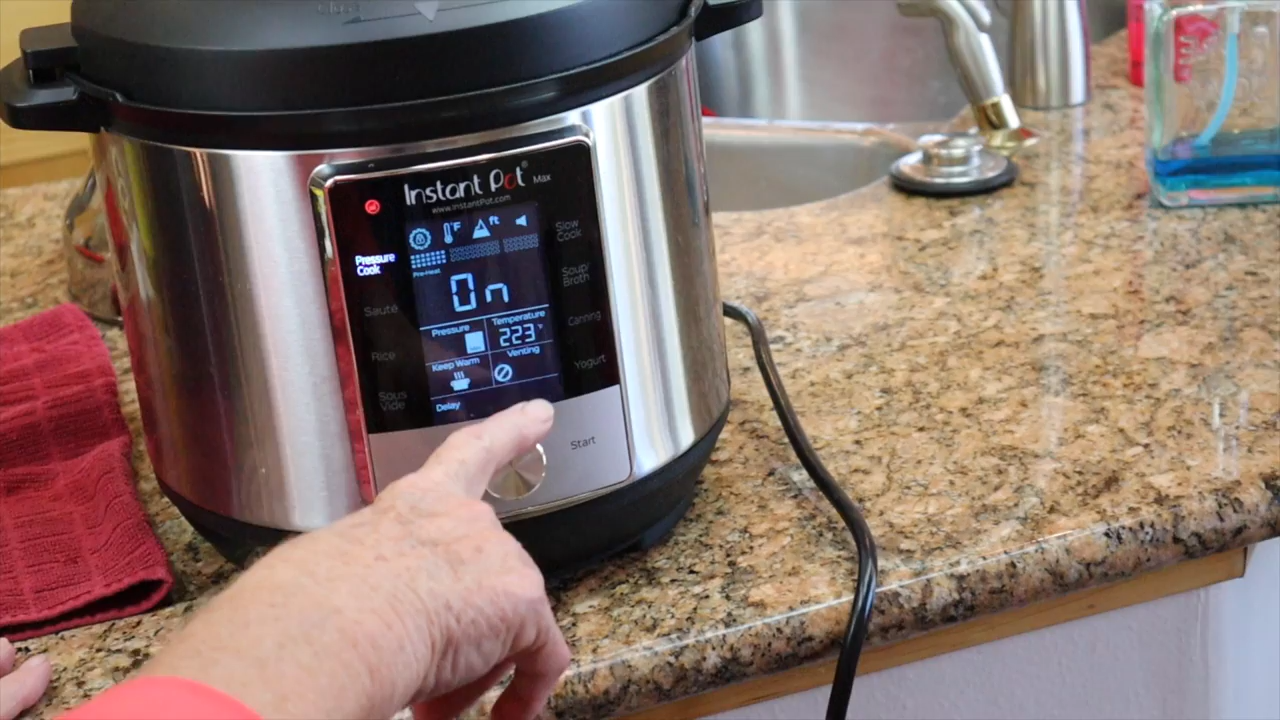 Instant Pot® Max
www.InstantPot.com
°F
ft
Pressure
Cook
Slow
Cook
Pre-Heat
Soup/
Broth
On
Sauté
Canning
Pressure
Temperature
223 °F
Rice
Keep Warm
Venting
Yogurt
Sous
Vide
Delay
Start